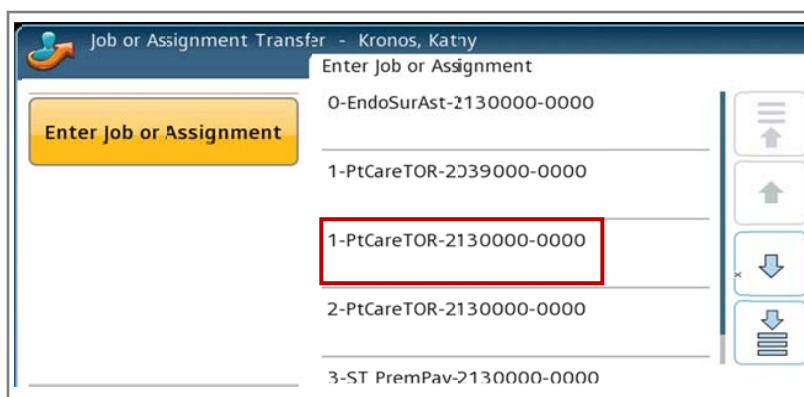 Job or Assignment Transfer - Kronos, Kathy
Enter Job or Assignment
Enter Job or Assignment
0-EndoSurAst-2130000-0000
1-PtCareTOR-2039000-0000
1-PtCareTOR-2130000-0000
2-PtCareTOR-2130000-0000
3-ST PremPay-2130000-0000